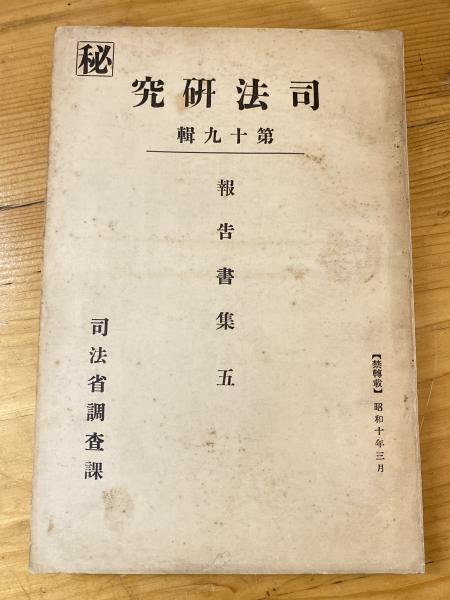 秘
司法研究
第十九輯
報告書集五
【禁轉載】昭和十年三月
司法省調査課